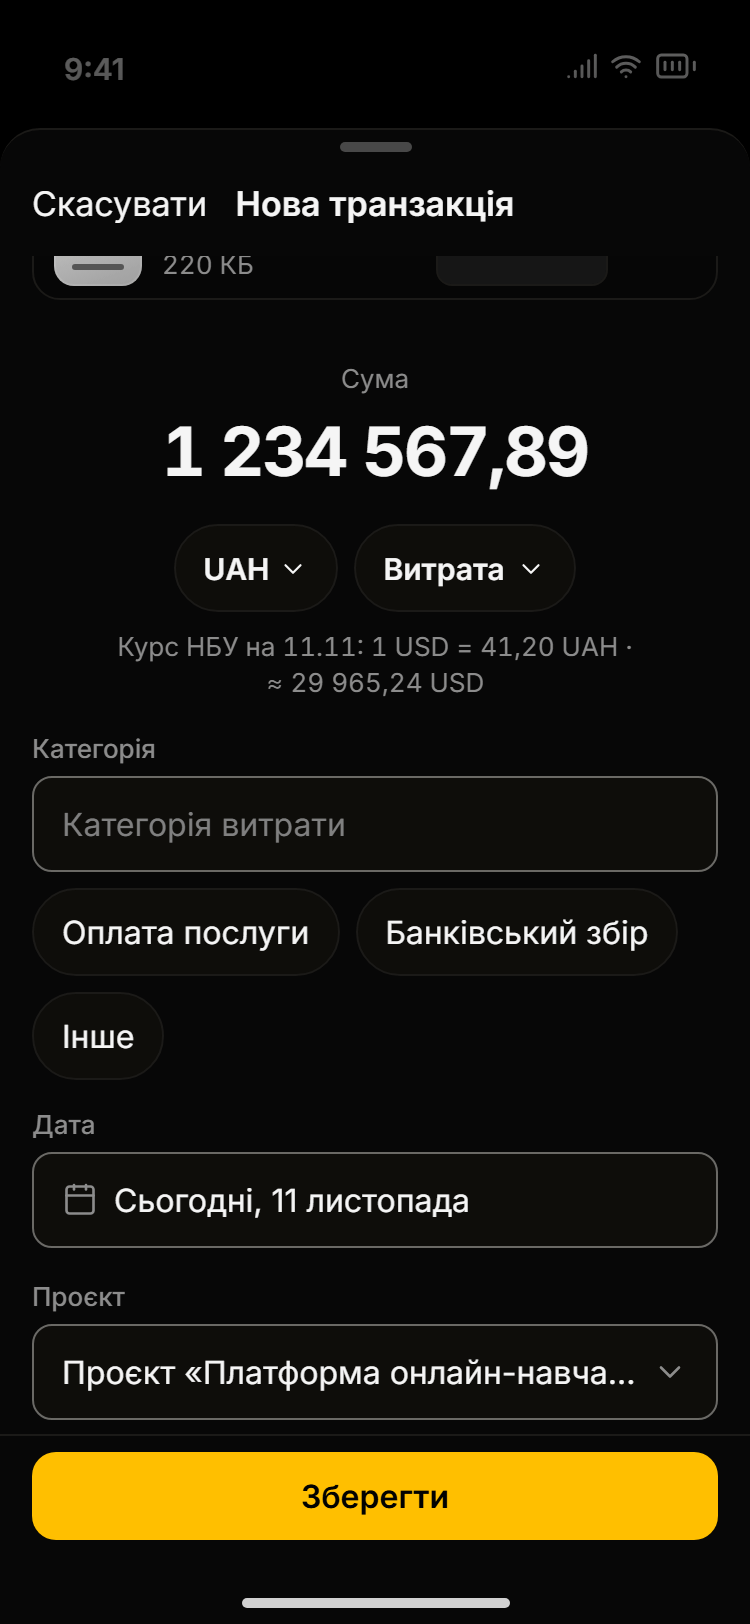 9:41
Скасувати Нова транзакція
220 КБ
Сума
1 234 567,89
UAH Витрата
Курс НБУ на 11.11: 1 USD = 41,20 UAH ·
≈ 29 965,24 USD
Категорія
Категорія витрати
Оплата послуги Банківський збір
Інше
Дата
Сьогодні, 11 листопада
Проєкт
Проєкт «Платформа онлайн-навча...
Зберегти